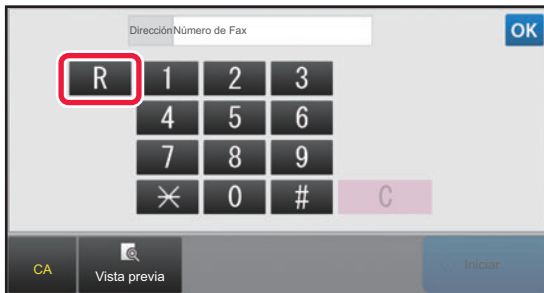 Dirección Número de Fax
OK
R 1 2 3
4 5 6
7 8 9
* 0 # C
CA
Vista previa
Iniciar